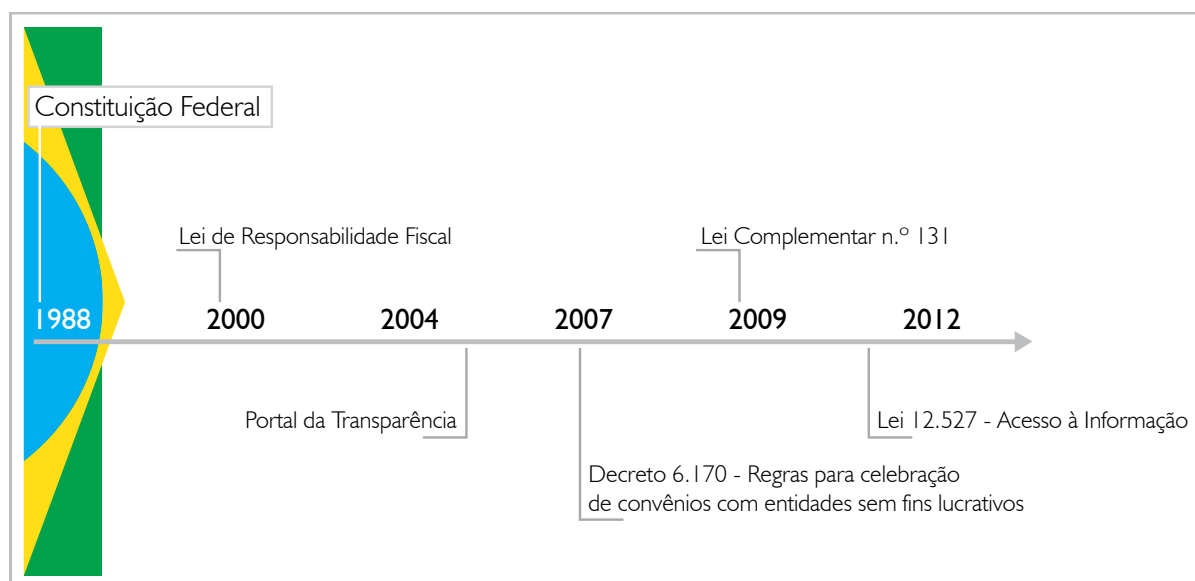 Constituição Federal
Lei de Responsabilidade Fiscal
Lei Complementar n.º 131
1988
2000
2004
2007
2009
2012
Portal da Transparência
Lei 12.527 - Acesso à Informação
Decreto 6.170 - Regras para celebração
de convênios com entidades sem fins lucrativos